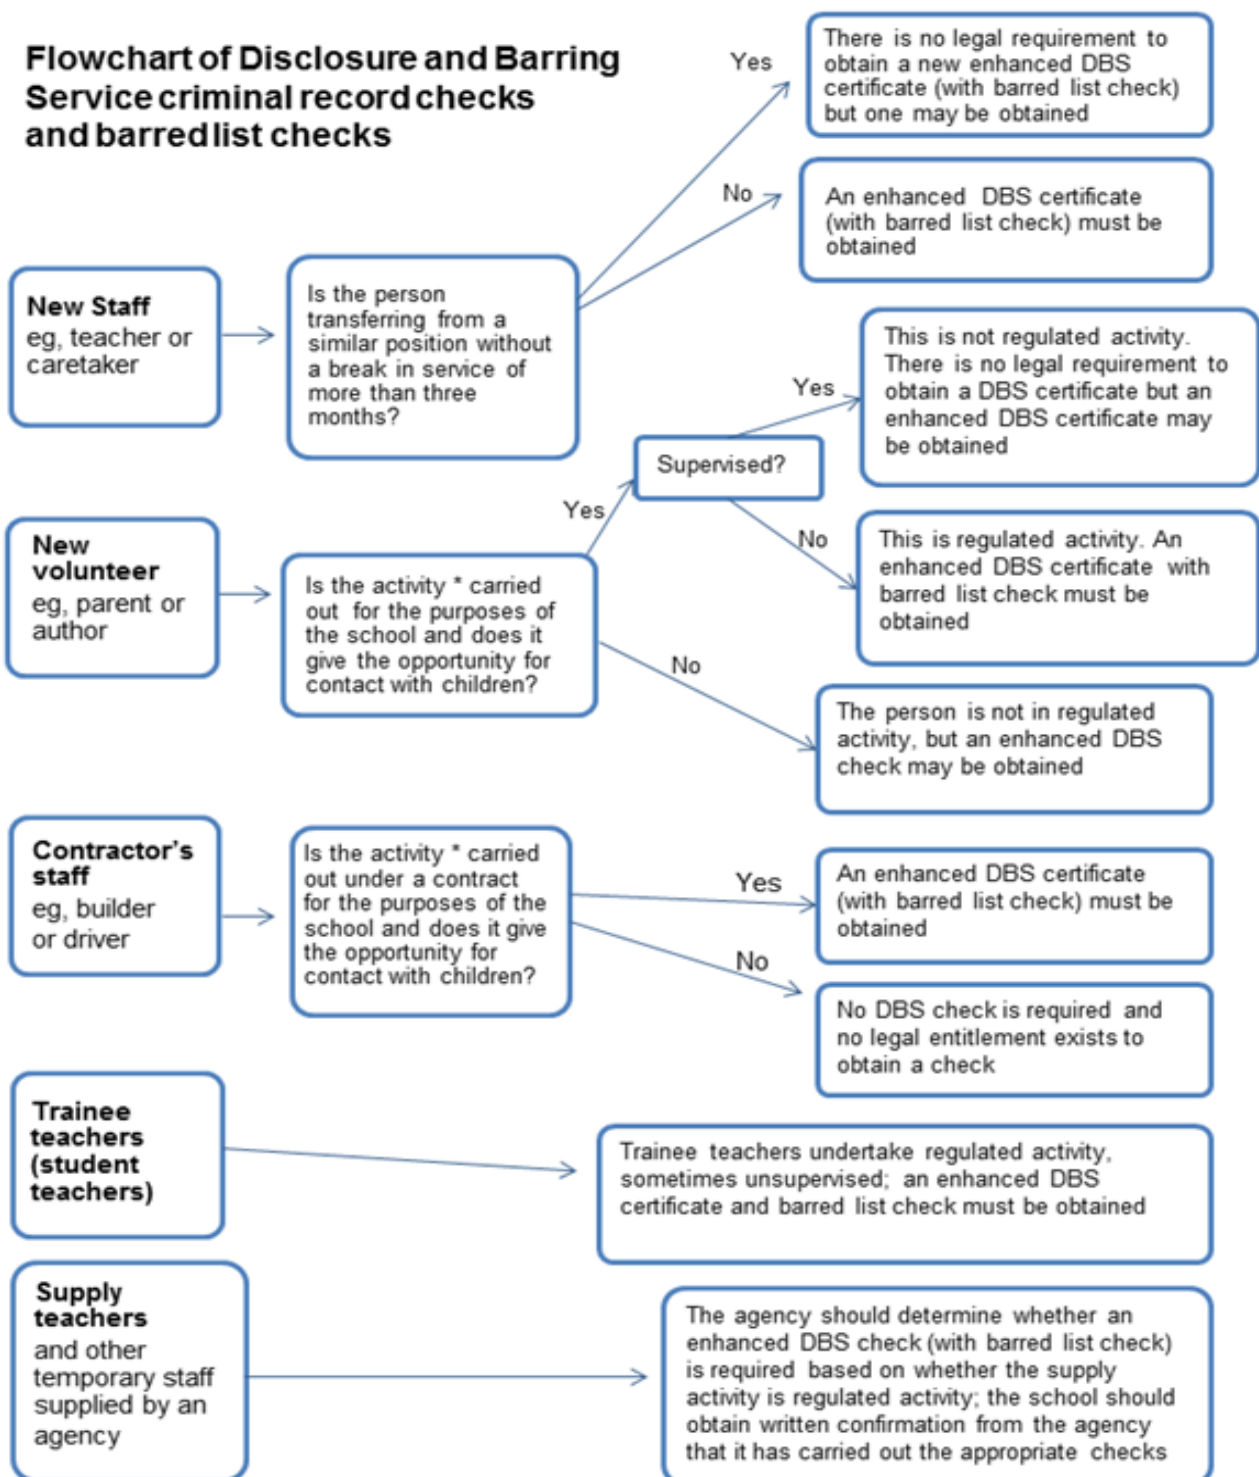 Flowchart of Disclosure and Barring
Service criminal record checks
and barred list checks
New Staff
eg, teacher or
caretaker
Is the person
transferring from a
similar position without
a break in service of
more than three
months?
Yes
There is no legal requirement to
obtain a new enhanced DBS
certificate (with barred list check)
but one may be obtained
No
An enhanced DBS certificate
(with barred list check) must be
obtained
New
volunteer
eg, parent or
author
Is the activity * carried
out for the purposes of
the school and does it
give the opportunity for
contact with children?
Yes
Supervised?
Yes
This is not regulated activity.
There is no legal requirement to
obtain a DBS certificate but an
enhanced DBS certificate may
be obtained
No
This is regulated activity. An
enhanced DBS certificate with
barred list check must be
obtained
No
The person is not in regulated
activity, but an enhanced DBS
check may be obtained
Contractor's
staff
eg, builder
or driver
Is the activity * carried
out under a contract
for the purposes of the
school and does it give
the opportunity for
contact with children?
Yes
An enhanced DBS certificate
(with barred list check) must be
obtained
No
No DBS check is required and
no legal entitlement exists to
obtain a check
Trainee
teachers
(student
teachers)
Trainee teachers undertake regulated activity,
sometimes unsupervised; an enhanced DBS
certificate and barred list check must be obtained
Supply
teachers
and other
temporary staff
supplied by an
agency
The agency should determine whether an
enhanced DBS check (with barred list check)
is required based on whether the supply
activity is regulated activity; the school should
obtain written confirmation from the agency
that it has carried out the appropriate checks